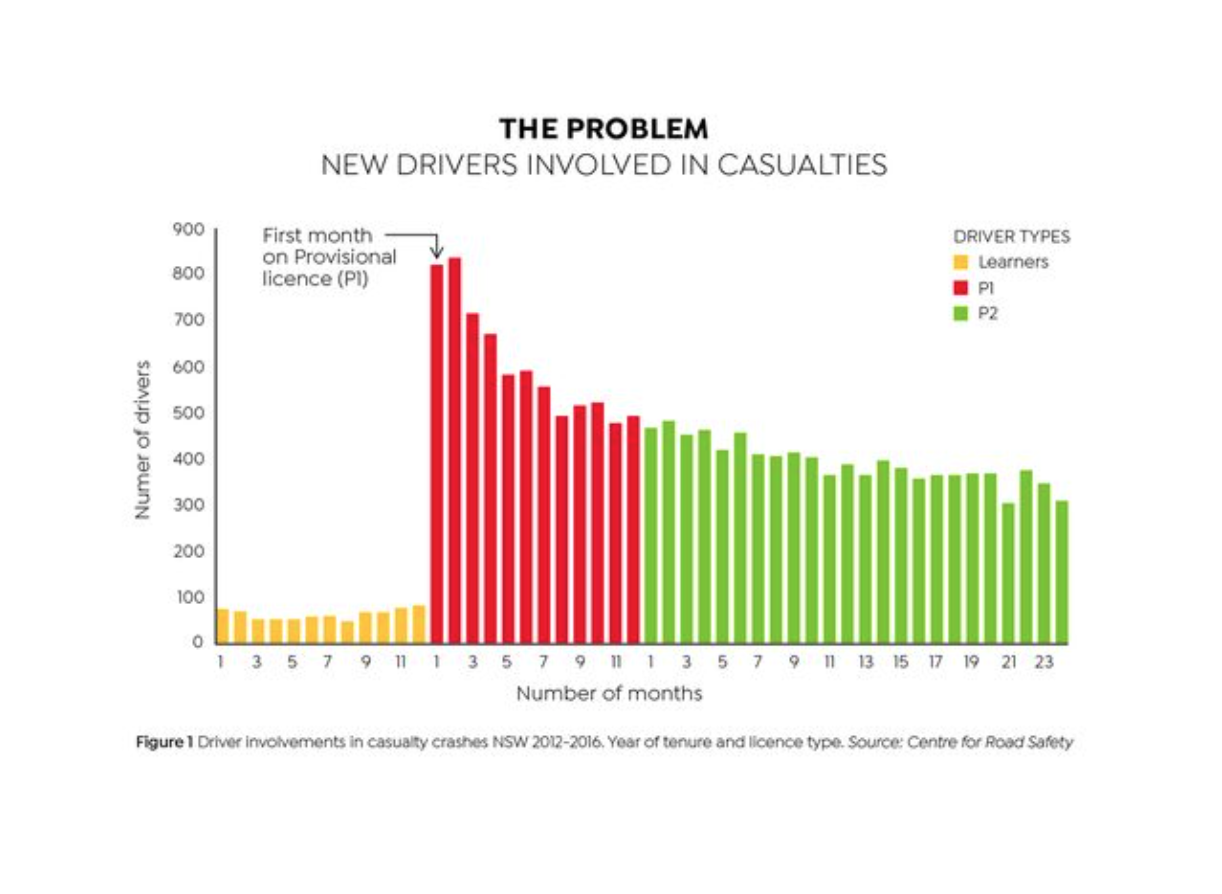 THE PROBLEM
NEW DRIVERS INVOLVED IN CASUALTIES
900
800
700
600
500
400
300
200
100
0
Numer of drivers
First month
on Provisional
licence (P1)
DRIVER TYPES
Learners
P1
P2
1 3 5 7 9 11 1 3 5 7 9 11 1 3 5 7 9 11 13 15 17 19 21 23
Number of months
Figure 1 Driver involvements in casualty crashes NSW 2012-2016. Year of tenure and licence type. Source: Centre for Road Safety